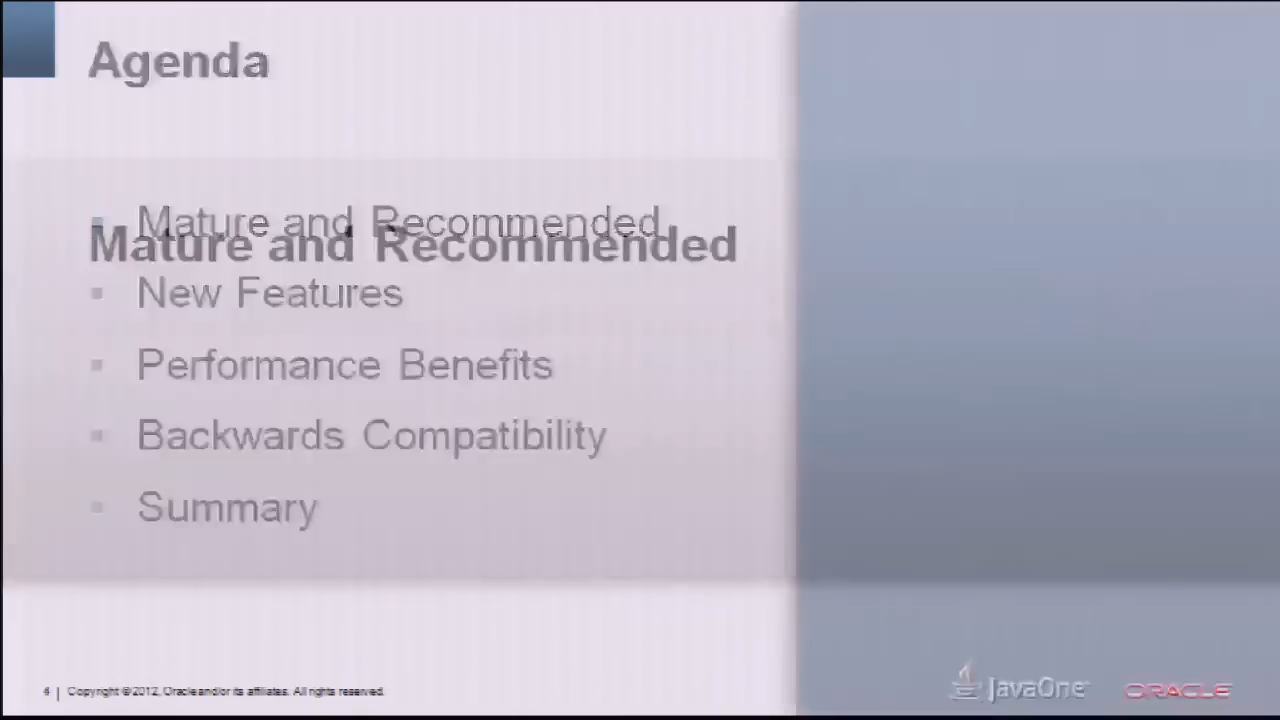 Agenda
Mature and Recommended
Mature and Recommended
New Features
Performance Benefits
Backwards Compatibility
Summary
4 | Copyright © 2012, Oracle and/or its affiliates. All rights reserved.
JavaOne
ORACLE